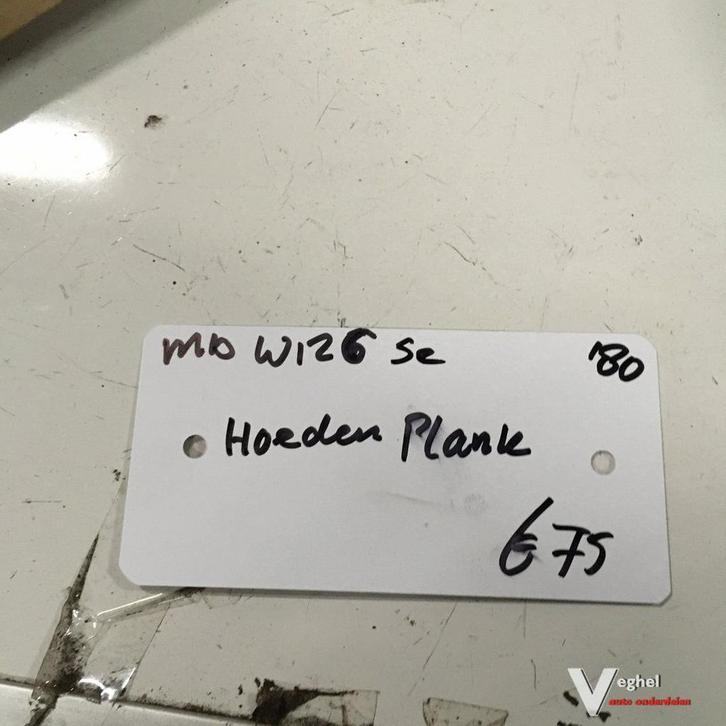 MB W126 SE '80
Hoeden Plank
€75
Veghel
auto onderdelen